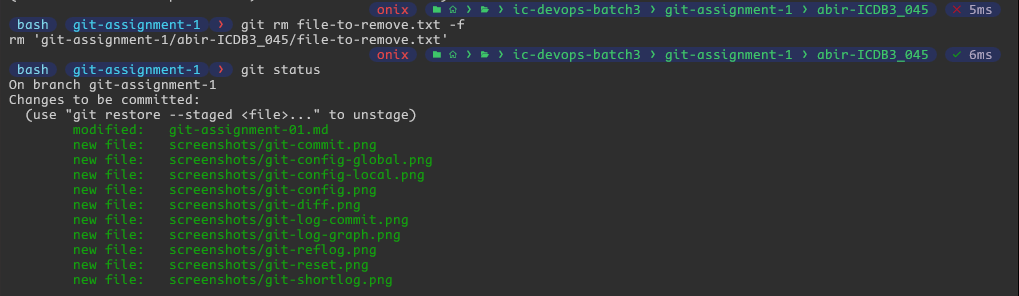 onix ~ ❯ ic-devops-batch3 ❯ git-assignment-1 ❯ abir-ICDB3_045 ✕ 5ms
bash git-assignment-1 ❯ git rm file-to-remove.txt -f
rm 'git-assignment-1/abir-ICDB3_045/file-to-remove.txt'
onix ❯ ❯ ic-devops-batch3 ❯ git-assignment-1 ❯ abir-ICDB3_045 ✓ 6ms
bash git-assignment-1 ❯ git status
On branch git-assignment-1
Changes to be committed:
(use "git restore --staged <file>..." to unstage)
modified: git-assignment-01.md
new file: screenshots/git-commit.png
new file: screenshots/git-config-global.png
new file: screenshots/git-config-local.png
new file: screenshots/git-config.png
new file: screenshots/git-diff.png
new file: screenshots/git-log-commit.png
new file: screenshots/git-log-graph.png
new file: screenshots/git-reflog.png
new file: screenshots/git-reset.png
new file: screenshots/git-shortlog.png